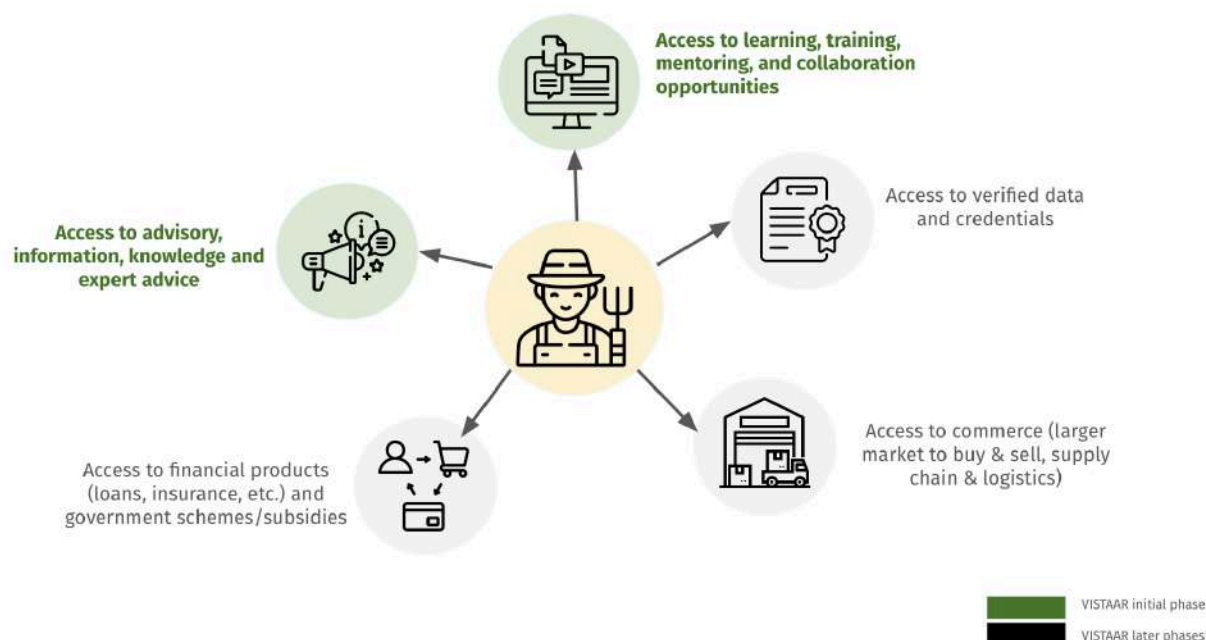 Access to learning, training,
mentoring, and collaboration
opportunities
Access to verified data
and credentials
Access to advisory,
information, knowledge and
expert advice
i
Access to commerce (larger
market to buy & sell, supply
chain & logistics)
Access to financial products
(loans, insurance, etc.) and
government schemes/subsidies
VISTAAR initial phase
VISTAAR later phases